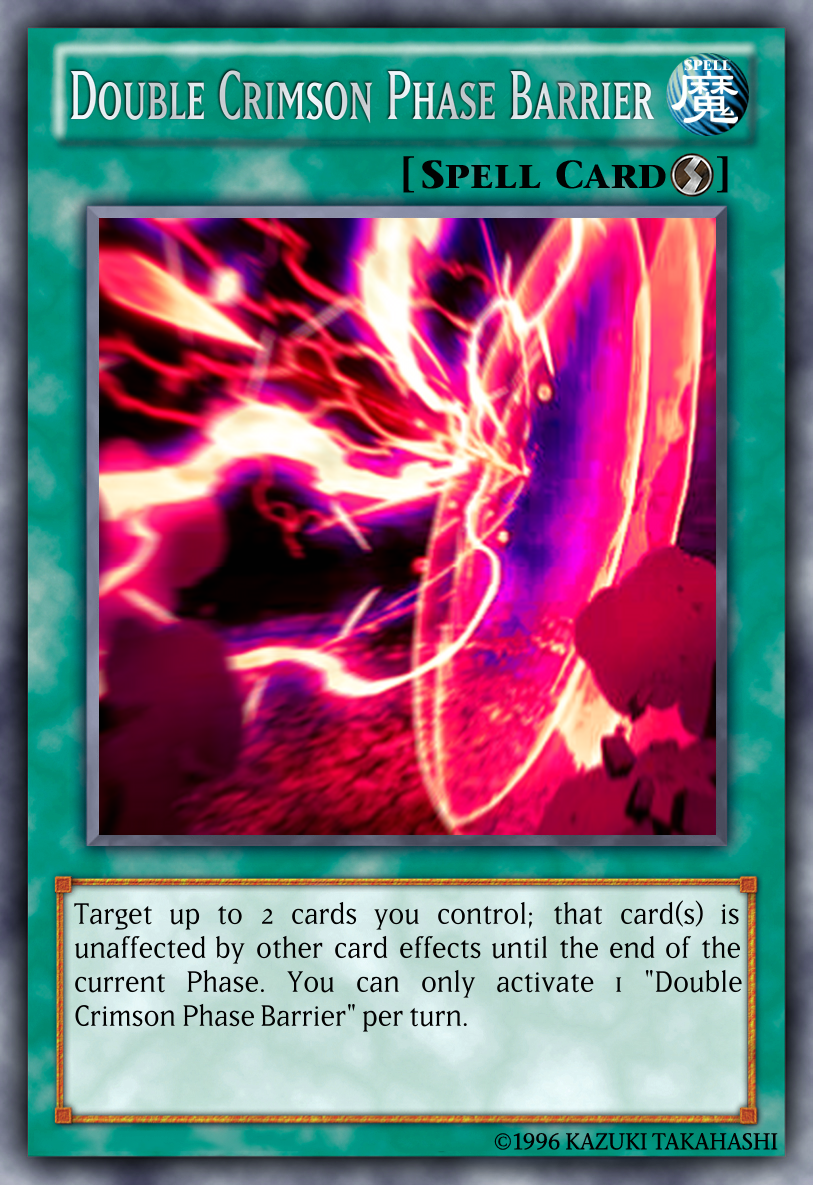 Double Crimson Phase Barrier
SPELL
魔
[Spell Card]
Target up to 2 cards you control; that card(s) is
unaffected by other card effects until the end of the
current Phase. You can only activate 1 "Double
Crimson Phase Barrier" per turn.
©1996 KAZUKI TAKAHASHI